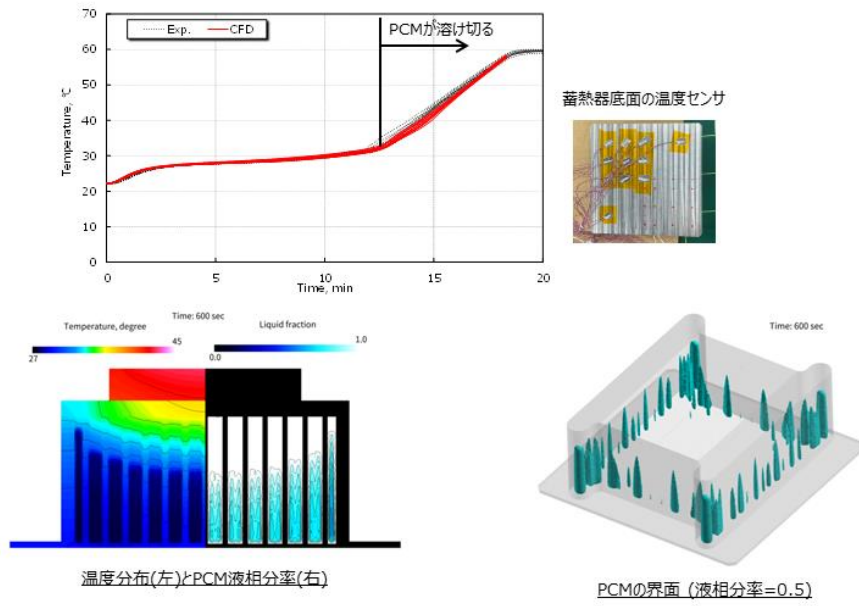 70
60
50
40
30
20
10
0
Temperature, ℃
Exp.
CFD
PCMが溶け切る
0
5
10
15
20
Time, min
蓄熱器底面の温度センサ
Time: 600 sec
Temperature, degree
Liquid fraction
27
45
0.0
1.0
温度分布(左)とPCM液相分率(右)
Time: 600 sec
PCMの界面 (液相分率=0.5)